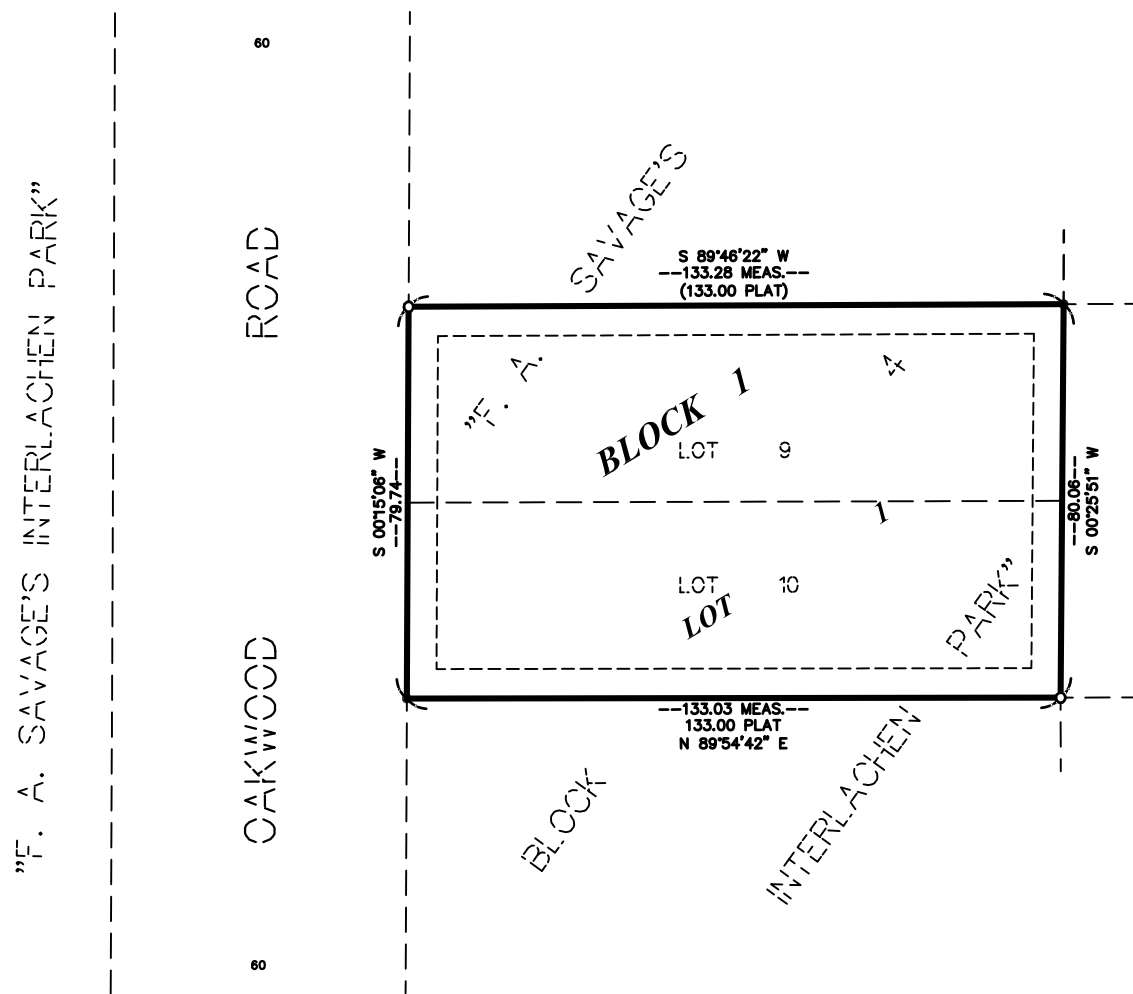 60
"F. A. SAVAGE'S INTERLACHEN PARK"
OAKWOOD ROAD
S 89°46'22" W
--133.28 MEAS.--
(133.00 PLAT)
"F. A. SAVAGE'S
BLOCK 1
LOT 9
S 00°15'06" W
--79.74--
--80.06--
S 00°25'51" W
LOT 1
LOT 10
--133.03 MEAS.--
133.00 PLAT
N 89°54'42" E
BLOCK 4
INTERLACHEN PARK"
60